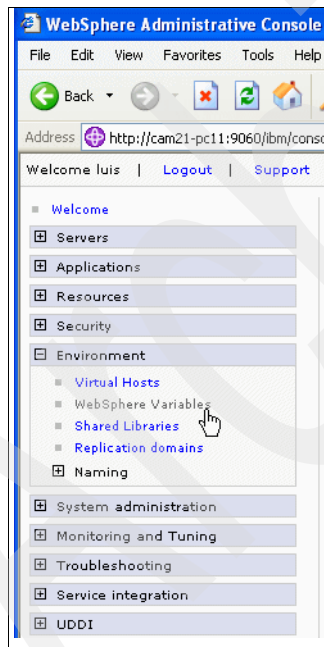 WebSphere Administrative Console
File Edit View Favorites Tools Help
Back
Address http://cam21-pc11:9060/ibm/conso
Welcome luis | Logout | Support
Welcome
Servers
Applications
Resources
Security
Environment
Virtual Hosts
WebSphere Variables
Shared Libraries
Replication domains
Naming
System administration
Monitoring and Tuning
Troubleshooting
Service integration
UDDI